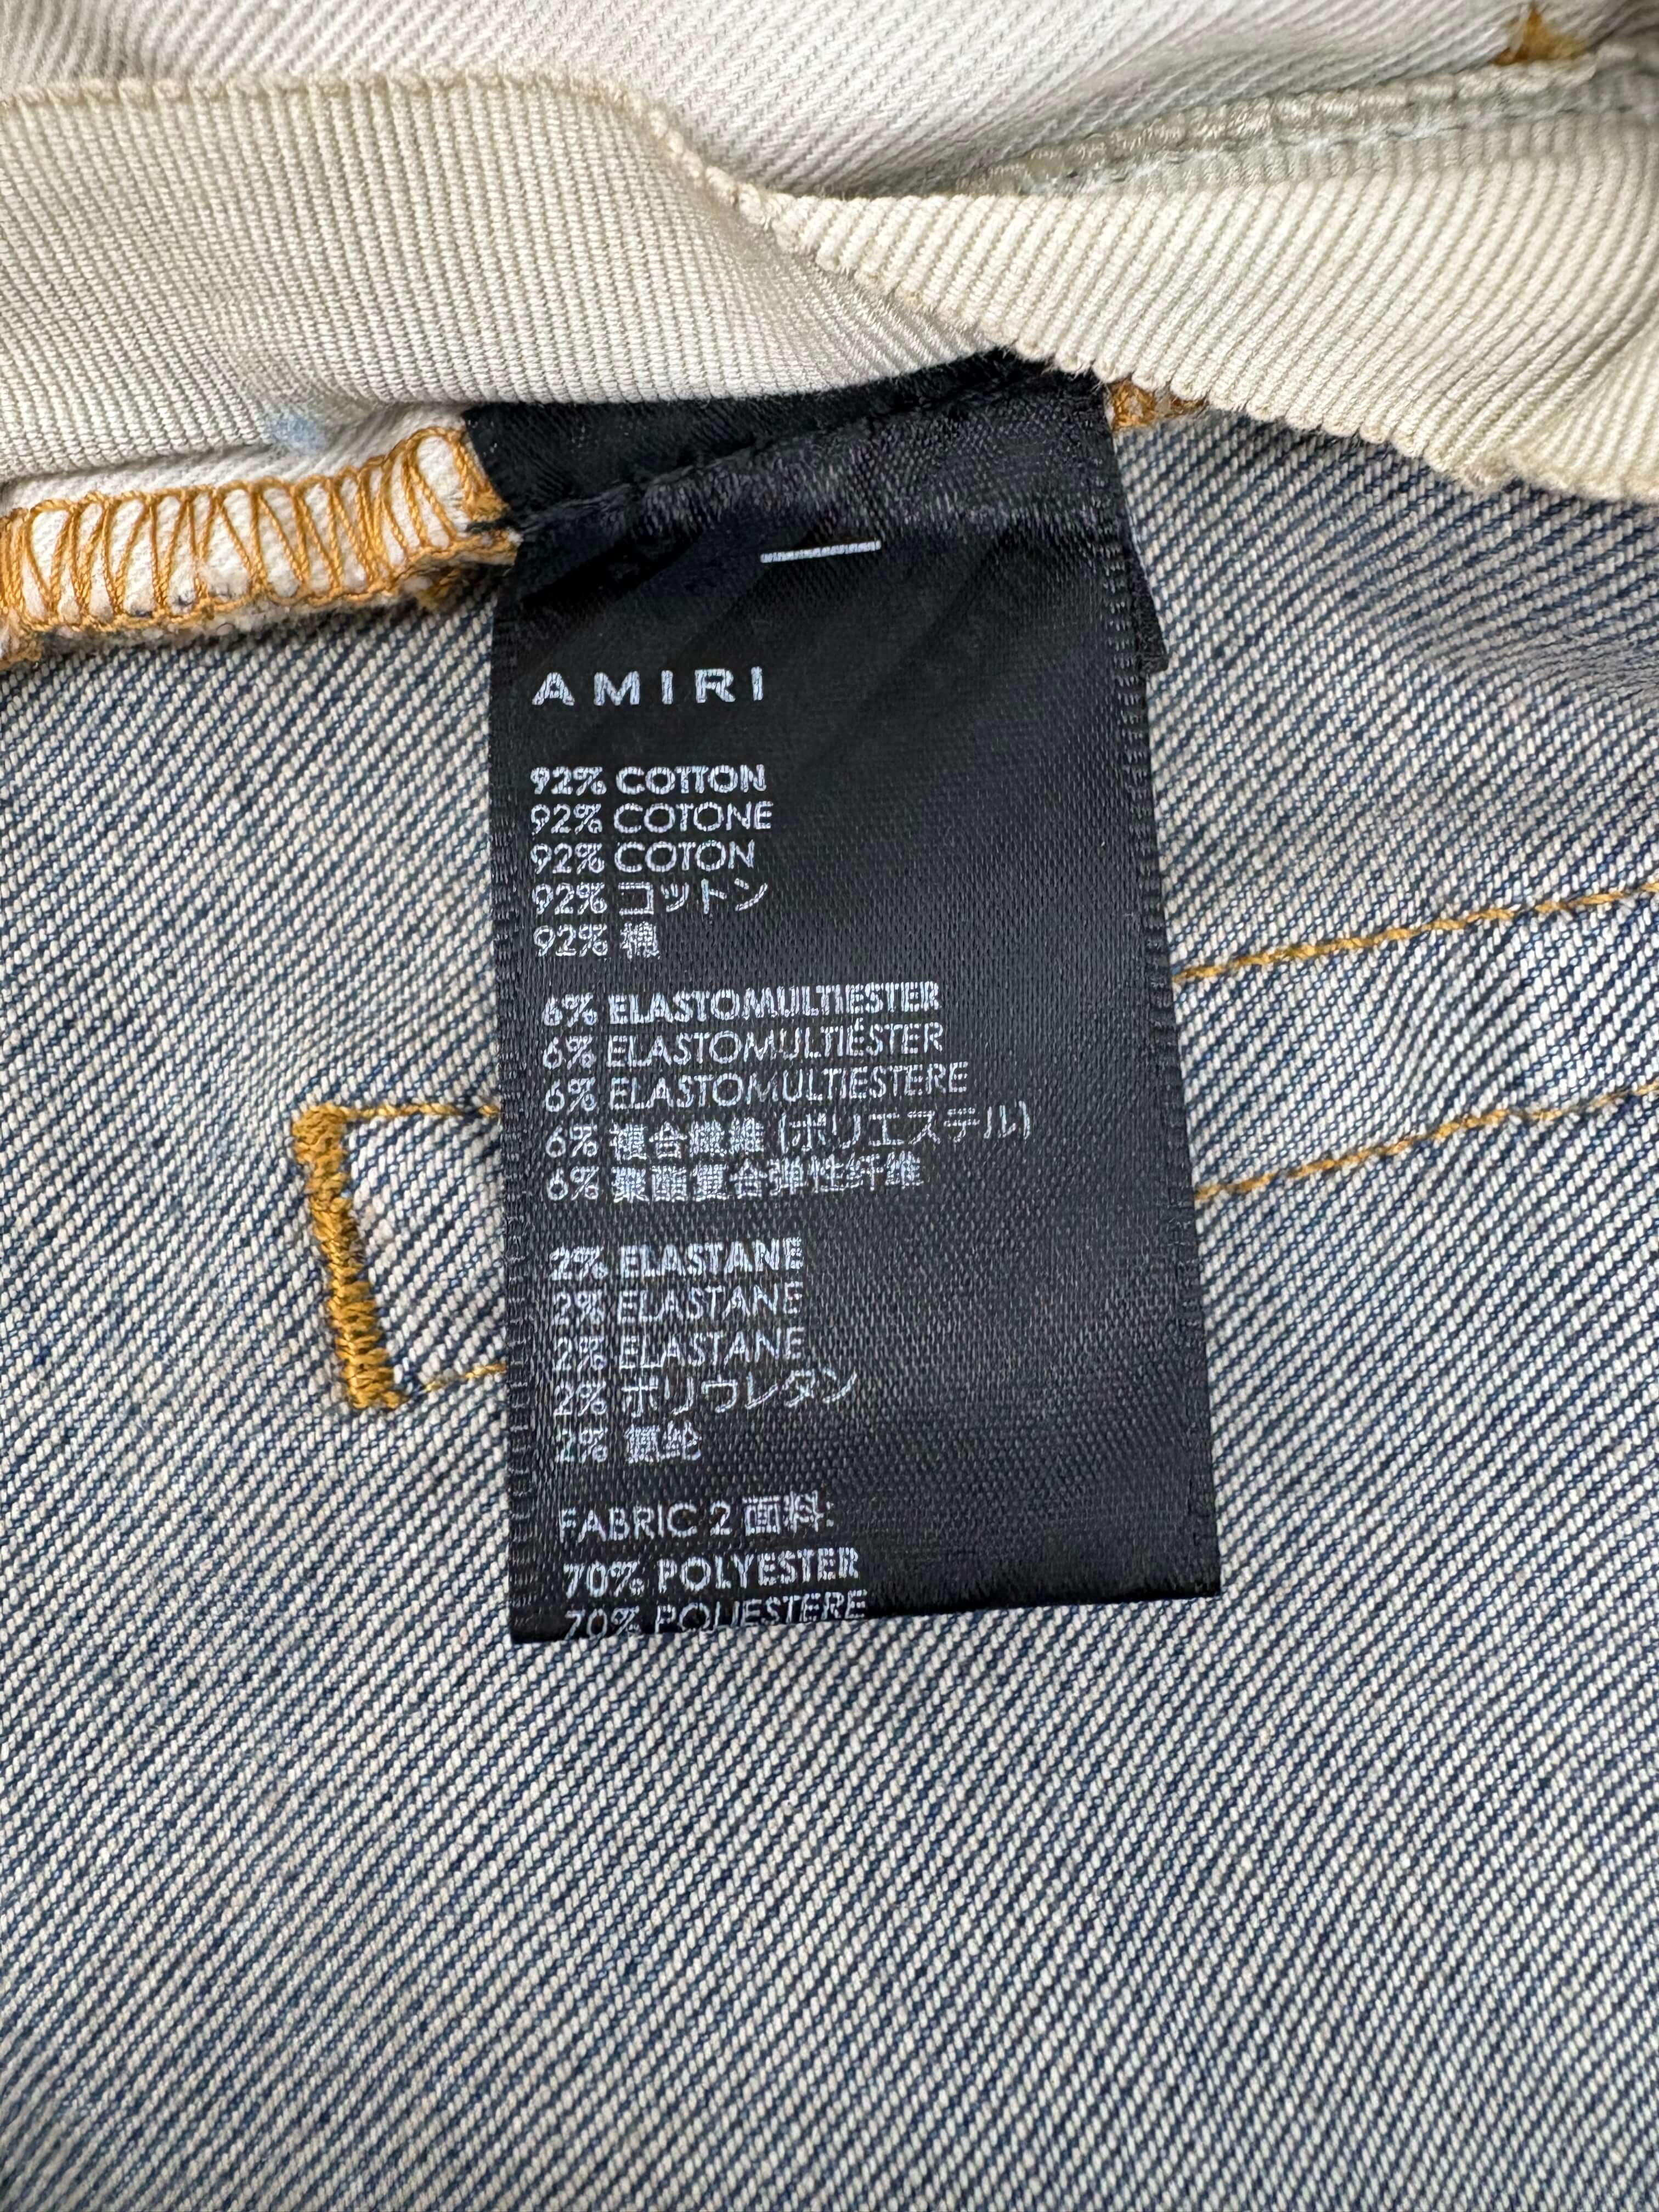 AMIRI
92% COTTON
92% COTONE
92% COTON
92% コットン
92% 棉
6% ELASTOMULTIESTER
6% ELASTOMULTIÉSTER
6% ELASTOMULTIESTERE
6% 複合繊維 (ポリエステル)
6% 聚酯复合弹性纤维
2% ELASTANE
2% ELASTANE
2% ELASTANE
2% ポリウレタン
2% 氨纶
FABRIC 2 面料:
70% POLYESTER
70% POLIESTERE